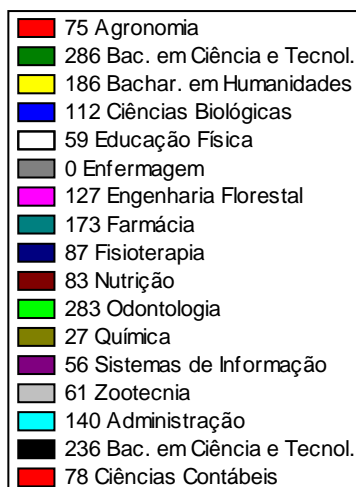 75 Agronomia
286 Bac. em Ciência e Tecnol.
186 Bachar. em Humanidades
112 Ciências Biológicas
59 Educação Física
0 Enfermagem
127 Engenharia Florestal
173 Farmácia
87 Fisioterapia
83 Nutrição
283 Odontologia
27 Química
56 Sistemas de Informação
61 Zootecnia
140 Administração
236 Bac. em Ciência e Tecnol.
78 Ciências Contábeis